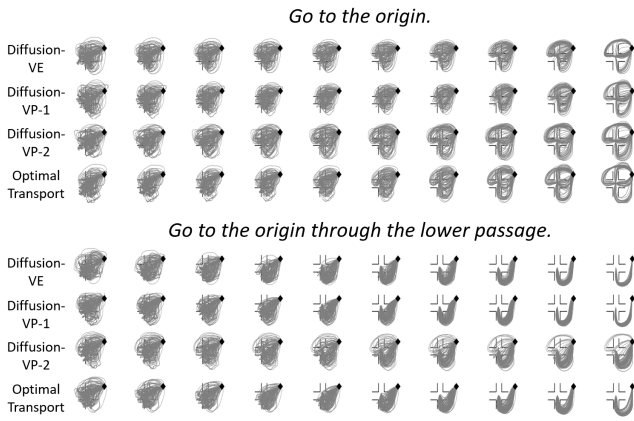 Go to the origin.
Diffusion-
VE
Diffusion-
VP-1
Diffusion-
VP-2
Optimal
Transport
Go to the origin through the lower passage.
Diffusion-
VE
Diffusion-
VP-1
Diffusion-
VP-2
Optimal
Transport